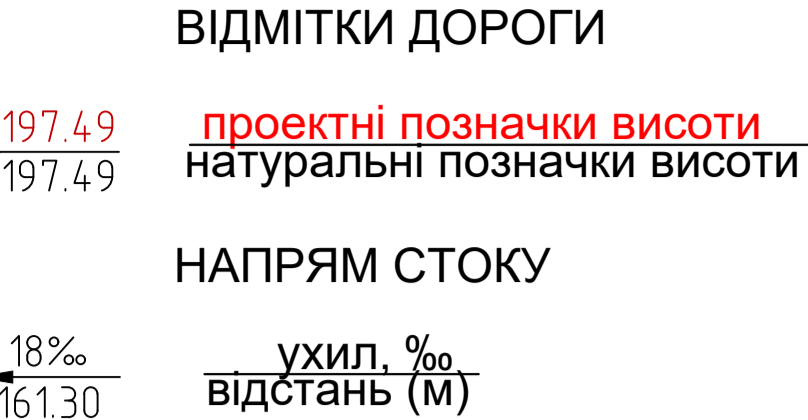 ВІДМІТКИ ДОРОГИ
197.49 проектні позначки висоти
197.49 натуральні позначки висоти
НАПРЯМ СТОКУ
18‰ ухил, ‰
161.30 відстань (м)